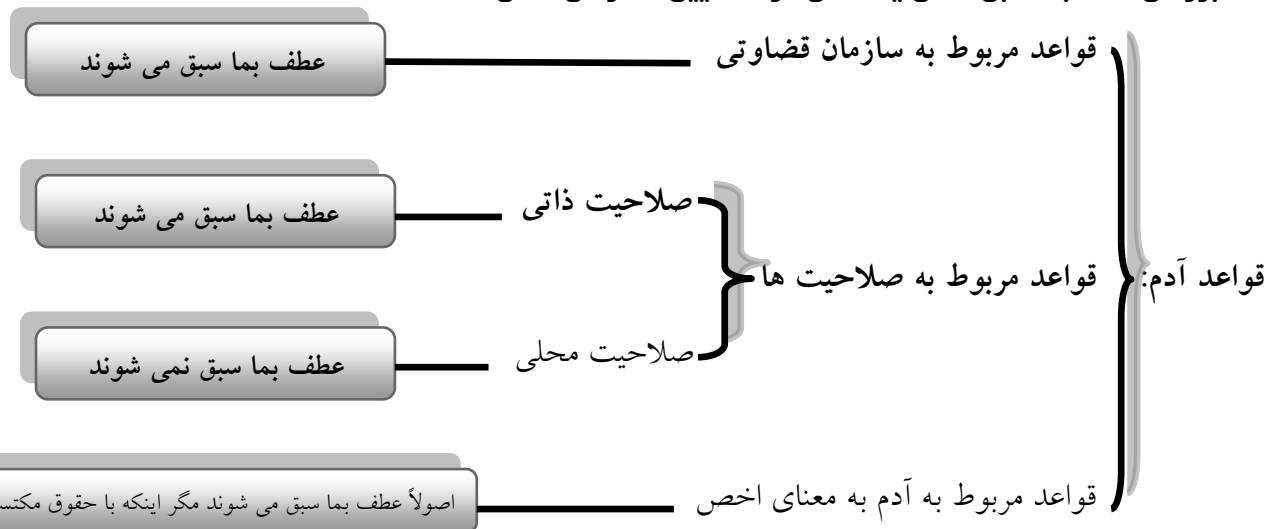 قواعد آدم:
قواعد مربوط به سازمان قضاوتی
عطف بما سبق می شوند
قواعد مربوط به صلاحیت ها
صلاحیت ذاتی
عطف بما سبق می شوند
صلاحیت محلی
عطف بما سبق نمی شوند
قواعد مربوط به آدم به معنای اخص
اصولاً عطف بما سبق می شوند مگر اینکه با حقوق